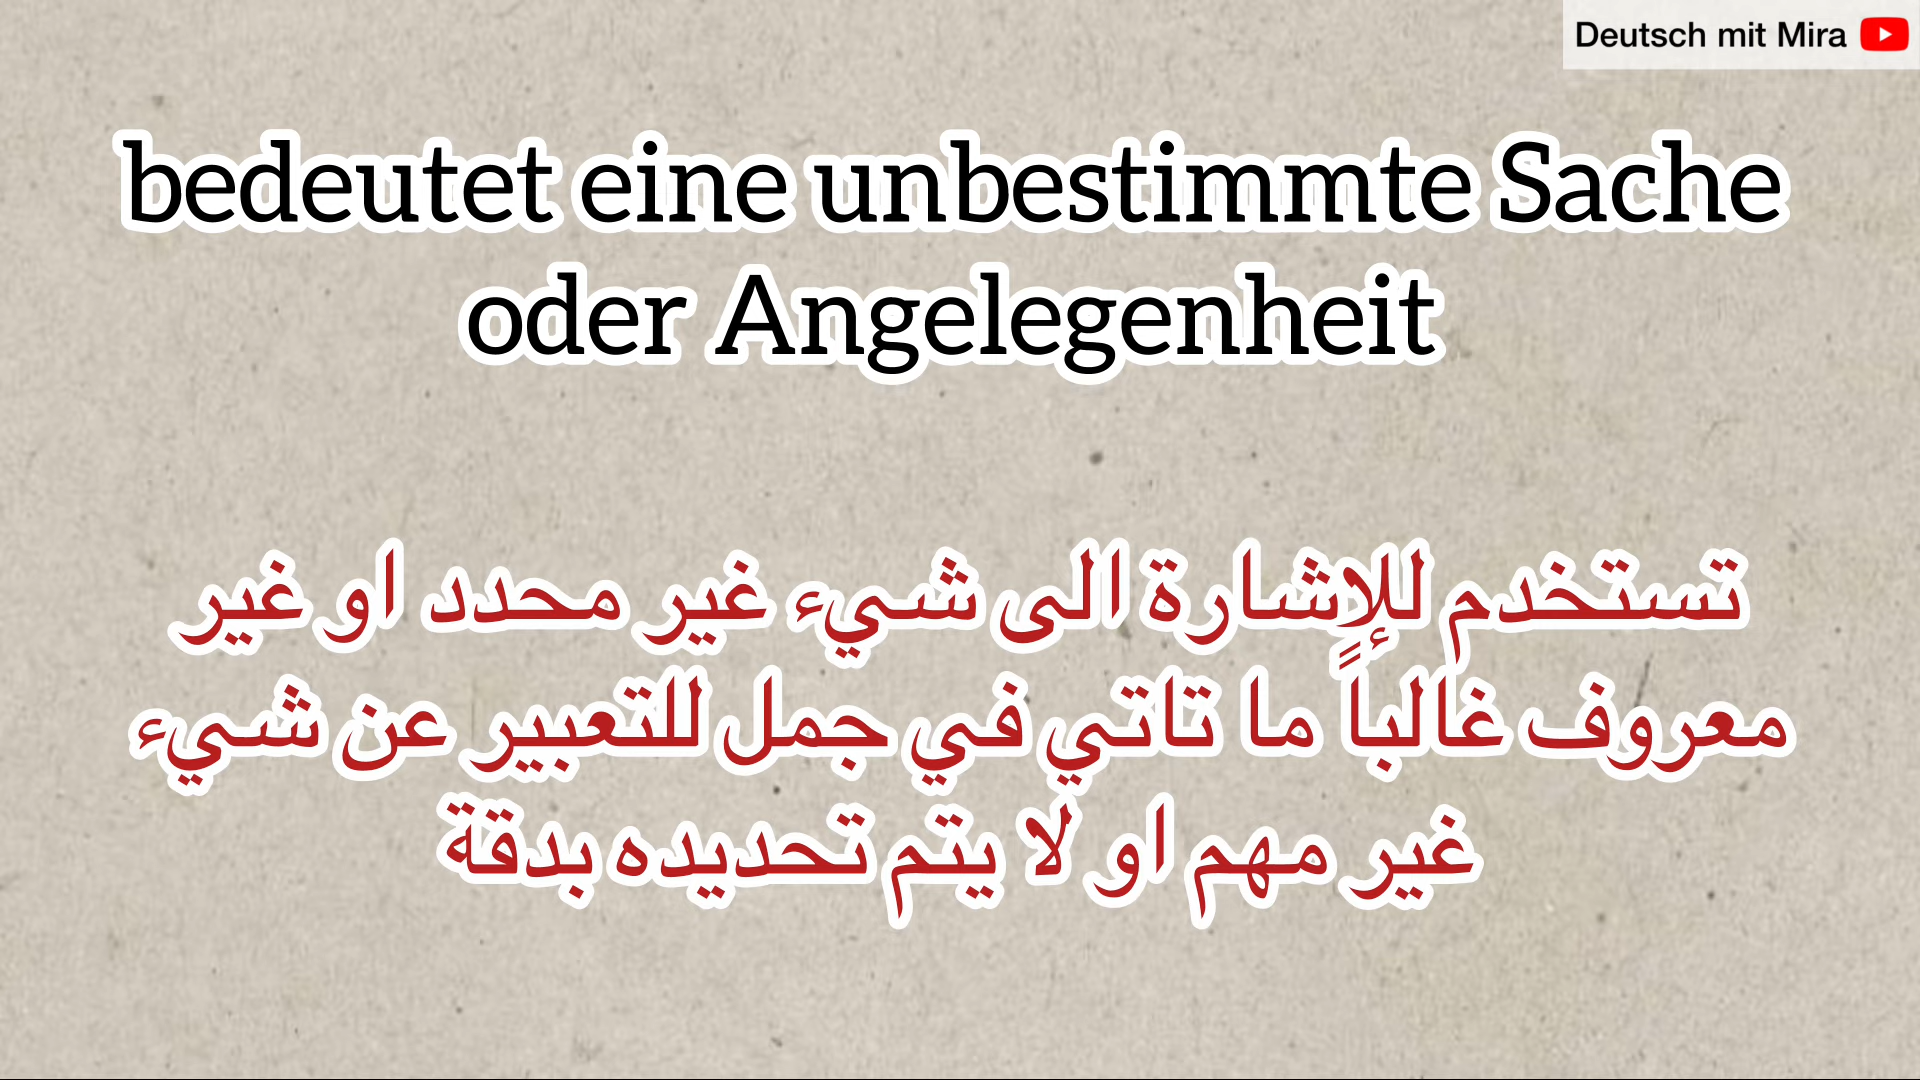 Deutsch mit Mira
bedeutet eine unbestimmte Sache
oder Angelegenheit
تستخدم للإشارة الى شيء غير محدد او غير
معروف غالباً ما تاتي في جمل للتعبير عن شيء
غير مهم او لا يتم تحديده بدقة